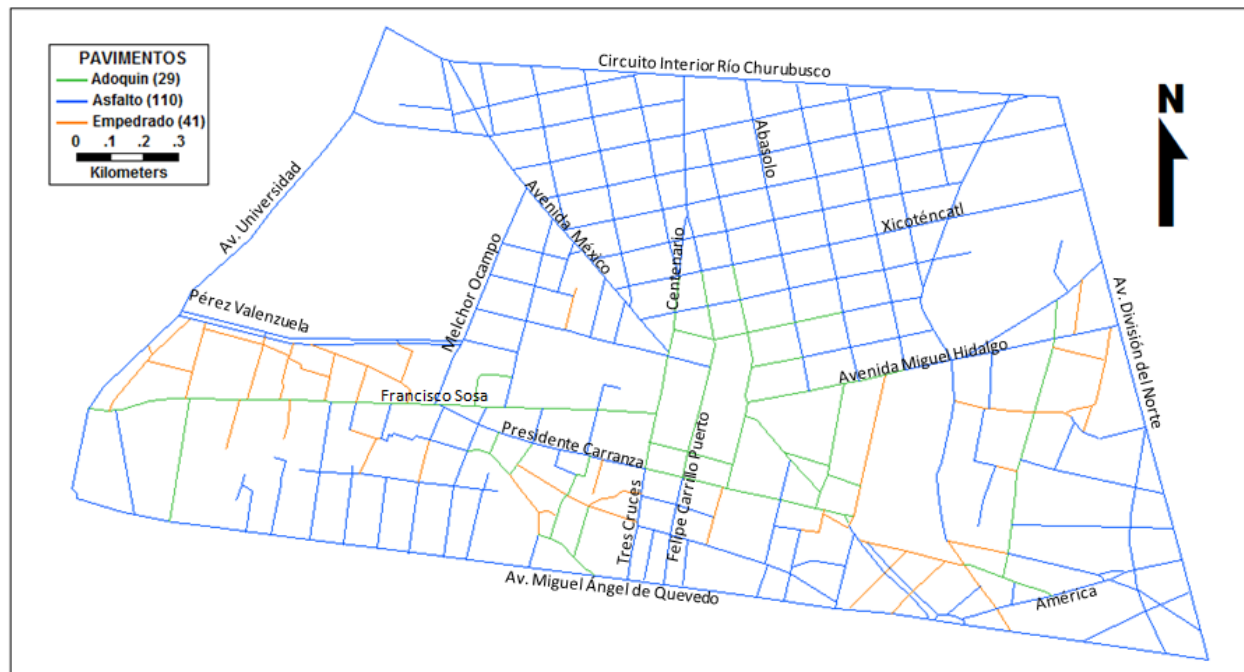 PAVIMENTOS
Adoquin (29)
Asfalto (110)
Empedrado (41)
0 .1 .2 .3
Kilometers
Circuito Interior Río Churubusco
N
Abasolo
Av. Universidad
Avenida México
Xicoténcatl
Centenario
Melchor Ocampo
Pérez Valenzuela
Av. División del Norte
Avenida Miguel Hidalgo
Francisco Sosa
Presidente Carranza
Felipe Carrillo Puerto
Tres Cruces
Av. Miguel Ángel de Quevedo
América